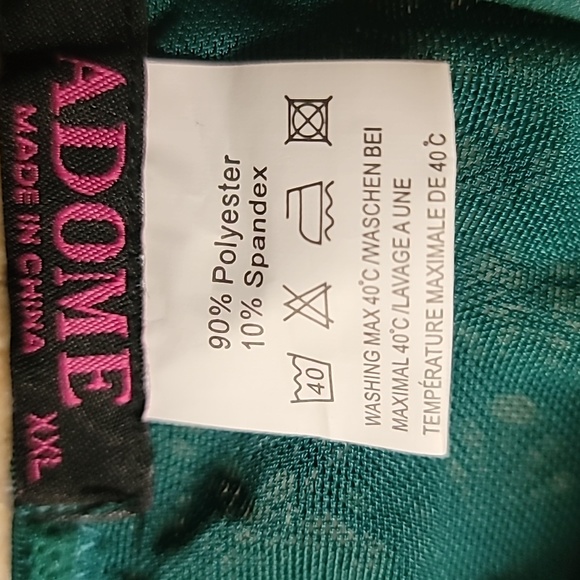 ADOME
MADE IN CHINA
XXL
90% Polyester
10% Spandex
40
WASHING MAX 40°C/WASCHEN BEI
MAXIMAL 40°C/LAVAGE A UNE
TEMPÉRATURE MAXIMALE DE 40°C